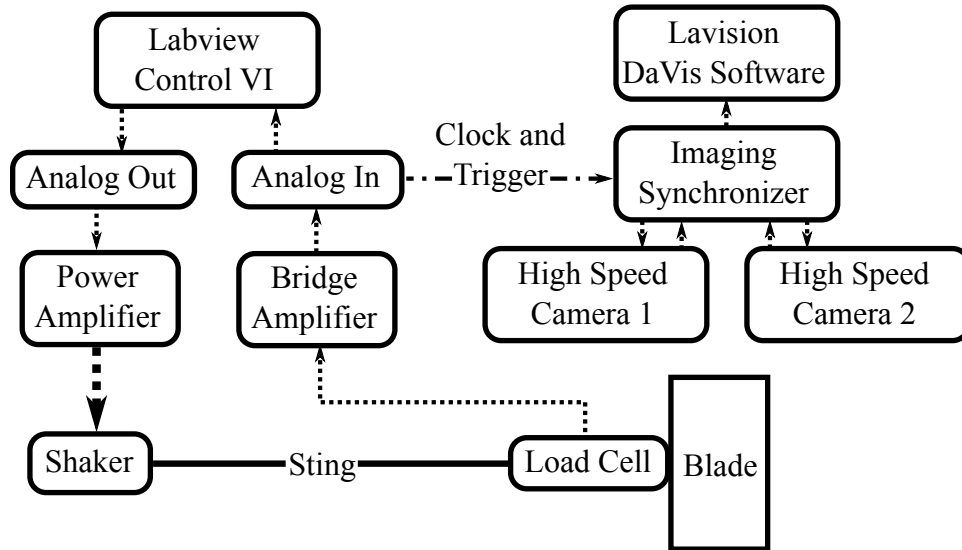 Labview
Control VI
Lavision
DaVis Software
Analog Out
Analog In
Clock and
Trigger
Imaging
Synchronizer
Power
Amplifier
Bridge
Amplifier
High Speed
Camera 1
High Speed
Camera 2
Shaker
Sting
Load Cell
Blade